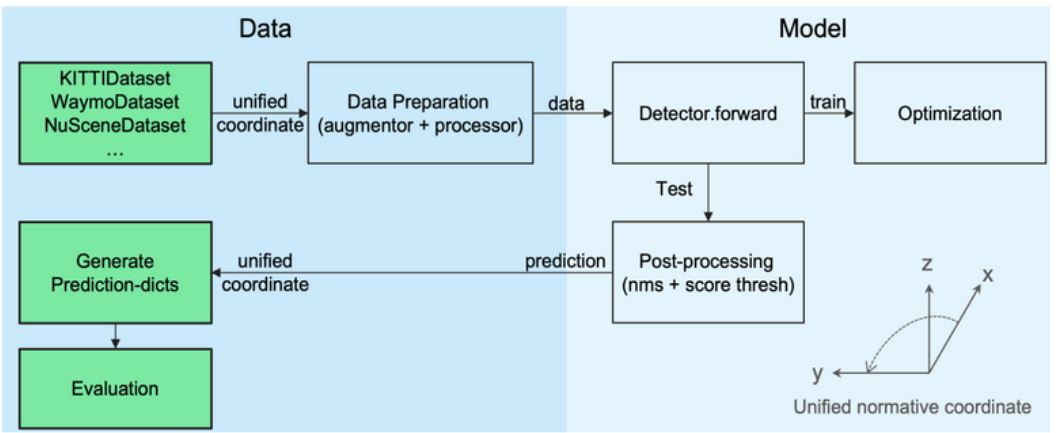 Data
Model
KITTIDataset
WaymoDataset
NuSceneDataset
...
unified
coordinate
Data Preparation
(augmentor + processor)
data
Detector.forward
train
Optimization
Test
Generate
Prediction-dicts
unified
coordinate
prediction
Post-processing
(nms + score thresh)
Evaluation
z
x
y
Unified normative coordinate